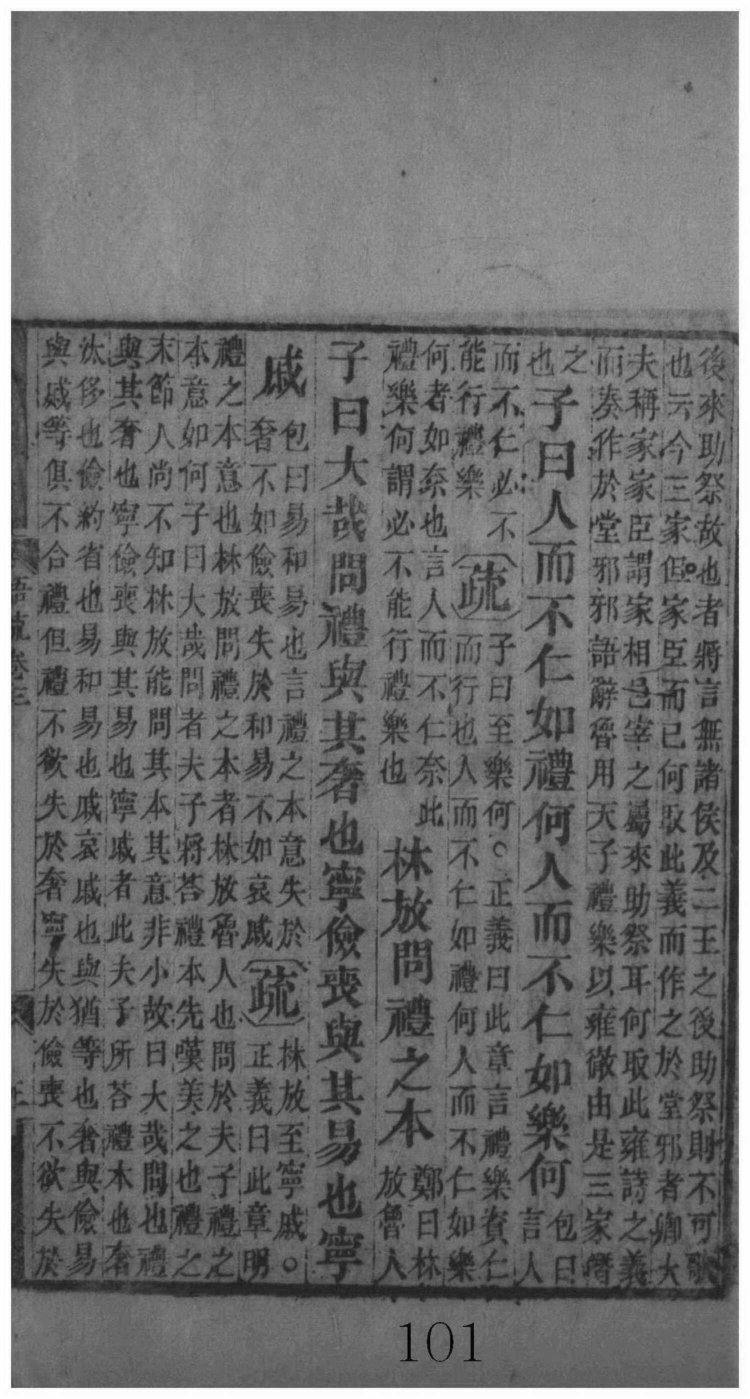 後來助祭故也者將言無諸侯及二王之後助祭則不可歌
也云今三家但家臣而已何取此義而作之於堂邪者卿大
夫稱家家臣謂家相邑宰之屬來助祭耳何取此雍詩之義
而奏作於堂邪邪語辭魯用天子禮樂以雍徹由是三家僭
之
也子曰人而不仁如禮何人而不仁如樂何
包曰
言人
而不仁必不
能行禮樂
疏
子曰至樂何○正義曰此章言禮樂資仁
而行也人而不仁如禮何人而不仁如樂
何者如奈也言人而不仁奈此
禮樂何謂必不能行禮樂也
林放問禮之本
鄭曰林
放魯人
子曰大哉問禮與其奢也寧儉喪與其易也寧
戚
包曰易和易也言禮之本意失於
奢不如儉喪失於和易不如哀戚
疏
林放至寧戚○
正義曰此章明
禮之本意也林放問禮之本者林放魯人也問於夫子禮之
本意如何子曰大哉問者夫子將荅禮本先嘆美之也禮之
末節人尚不知林放能問其本其意非小故曰大哉問也禮
與其奢也寧儉喪與其易也寧戚者此夫子所荅禮本也奢
汰侈也儉約省也易和易也戚哀戚也與猶等也奢與儉易
與戚等俱不合禮但禮不欲失於奢寧失於儉喪不欲失於
語疏卷三
101